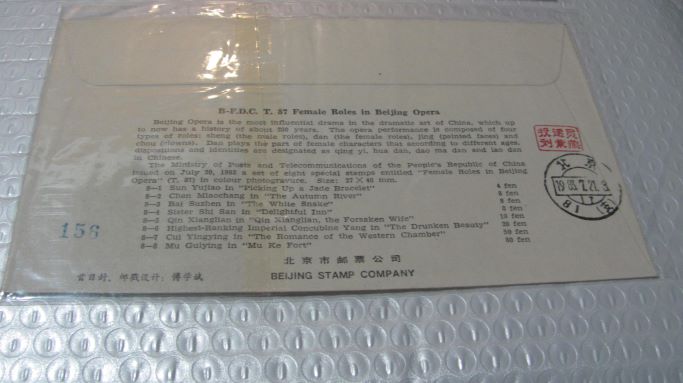 B-F.D.C. T. 57 Female Roles in Beijing Opera
Beijing Opera is the most influential drama in the dramatic art of China, which up
to now has a history of about 200 years. The opera performance is composed of four
types of roles: sheng (the male roles), dan (the female roles), jing (painted faces) and
chou (clowns). Dan plays the part of female characters that according to different ages,
dispositions and identities are designated as qing yi, hua dan, dao ma dan and lao dan
in Chinese.
The Ministry of Posts and Telecommunications of the People's Republic of China
issued on July 20, 1983 a set of eight special stamps entitled "Female Roles in Beijing
Opera" (T. 87) in colour photogravure. Size: 27 × 40 mm.
8—1 Sun Yujiao in "Picking Up a Jade Bracelet" 4 fen
8—2 Chen Miaochang in "The Autumn River" 8 fen
8—3 Bai Suzhen in "The White Snake" 8 fen
8—4 Sister Shi San in "Delightful Inn" 8 fen
8—5 Qin Xianglian in "Qin Xianglian, the Forsaken Wife" 10 fen
8—6 Highest-Ranking Imperial Concubine Yang in "The Drunken Beauty" 20 fen
8—7 Cui Yingying in "The Romance of the Western Chamber" 50 fen
8—8 Mu Guiying in "Mu Ke Fort" 80 fen
156
北京市邮票公司
首日封、邮戳设计：
BEIJING STAMP COMPANY
北京